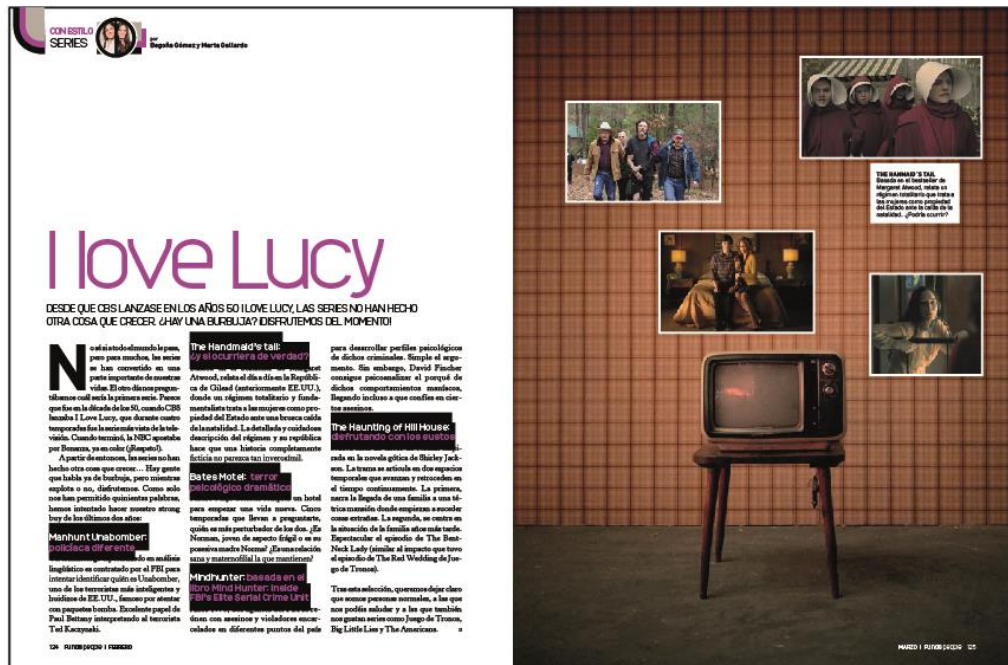 CON ESTILO
SERIES
por
Begoña Gómez y Marta Gallardo
I love Lucy
DESDE QUE CBS LANZASE EN LOS AÑOS 50 I LOVE LUCY, LAS SERIES NO HAN HECHO
OTRA COSA QUE CRECER. ¿HAY UNA BURBUJA? ¡DISFRUTEMOS DEL MOMENTO!
No sé si a todo el mundo le pasa,
pero para muchos, las series
se han convertido en una
parte importante de nuestras
vidas. El otro día nos pregun-
tábamos cuál sería la primera serie. Parece
que fue en la década de los 50, cuando CBS
lanzaba I Love Lucy, que durante cuatro
temporadas fue la serie más vista de la tele-
visión. Cuando terminó, la NBC apostaba
por Bonanza, ya en color (¡Respeto!).
A partir de entonces, las series no han
hecho otra cosa que crecer... Hay gente
que habla ya de burbuja, pero mientras
explota o no, disfrutemos. Como solo
nos han permitido quinientas palabras,
hemos intentado hacer nuestro strong
buy de los últimos dos años:
Manhunt Unabomber:
policíaca diferente
en análisis
lingüístico es contratado por el FBI para
intentar identificar quién es Unabomber,
uno de los terroristas más inteligentes y
huidizos de EE.UU., famoso por atentar
con paquetes bomba. Excelente papel de
Paul Bettany interpretando al terrorista
Ted Kaczynski.
The Handmaid's tail:
¿y si ocurriera de verdad?
Margaret
Atwood, relata el día a día en la Repúbli-
ca de Gilead (anteriormente EE.UU.),
donde un régimen totalitario y funda-
mentalista trata a las mujeres como pro-
piedad del Estado ante una brusca caída
de la natalidad. La detallada y cuidadosa
descripción del régimen y su república
hace que una historia completamente
ficticia no parezca tan inverosímil.
Bates Motel: terror
psicológico dramático
un hotel
para empezar una vida nueva. Cinco
temporadas que llevan a preguntarte,
quién es más perturbador de los dos. ¿Es
Norman, joven de aspecto frágil o es su
posesiva madre Norma? ¿Es una relación
sana y maternofilial la que mantienen?
Mindhunter: basada en el
libro Mind Hunter: Inside
FBI's Elite Serial Crime Unit
únen con asesinos y violadores encar-
celados en diferentes puntos del país
para desarrollar perfiles psicológicos
de dichos criminales. Simple el argu-
mento. Sin embargo, David Fincher
consigue psicoanalizar el porqué de
dichos comportamientos maníacos,
llegando incluso a que confíes en cier-
tos asesinos.
The Haunting of Hill House:
disfrutando con los sustos
rada en la novela gótica de Shirley Jack-
son. La trama se articula en dos espacios
temporales que avanzan y retroceden en
el tiempo continuamente. La primera,
narra la llegada de una familia a una té-
trica mansión donde empiezan a suceder
cosas extrañas. La segunda, se centra en
la situación de la familia años más tarde.
Espectacular el episodio de The Bent-
Neck Lady (similar al impacto que tuvo
el episodio de The Red Wedding de Jue-
go de Tronos).
Tras esta selección, queremos dejar claro
que somos personas normales, a las que
nos podéis saludar y a las que también
nos gustan series como Juego de Tronos,
Big Little Lies y The Americans.
124 FUNDS people I FEBRERO
THE HANMAID´S TAIL
Basada en el bestseller de
Margaret Atwood, relata un
régimen totalitario que trata a
las mujeres como propiedad
del Estado ante la caída de la
natalidad. ¿Podría ocurrir?
MARZO I FUNDS people 125